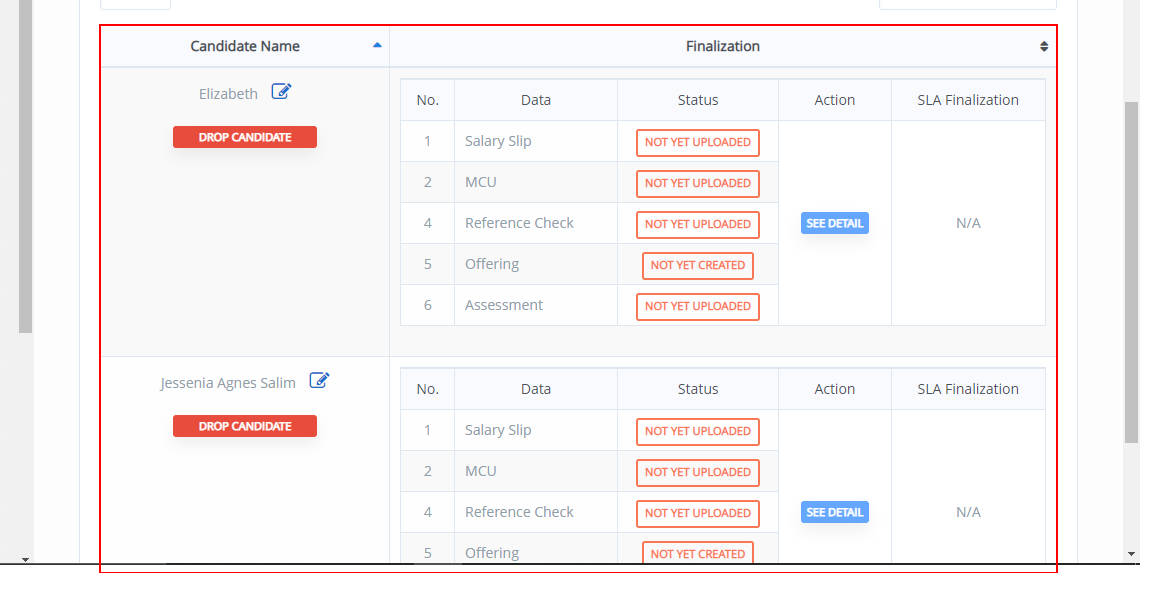 Candidate Name Finalization
Elizabeth
DROP CANDIDATE
No. Data Status Action SLA Finalization
1 Salary Slip NOT YET UPLOADED
2 MCU NOT YET UPLOADED
4 Reference Check NOT YET UPLOADED SEE DETAIL N/A
5 Offering NOT YET CREATED
6 Assessment NOT YET UPLOADED
Jessenia Agnes Salim
DROP CANDIDATE
No. Data Status Action SLA Finalization
1 Salary Slip NOT YET UPLOADED
2 MCU NOT YET UPLOADED
4 Reference Check NOT YET UPLOADED SEE DETAIL N/A
5 Offering NOT YET CREATED